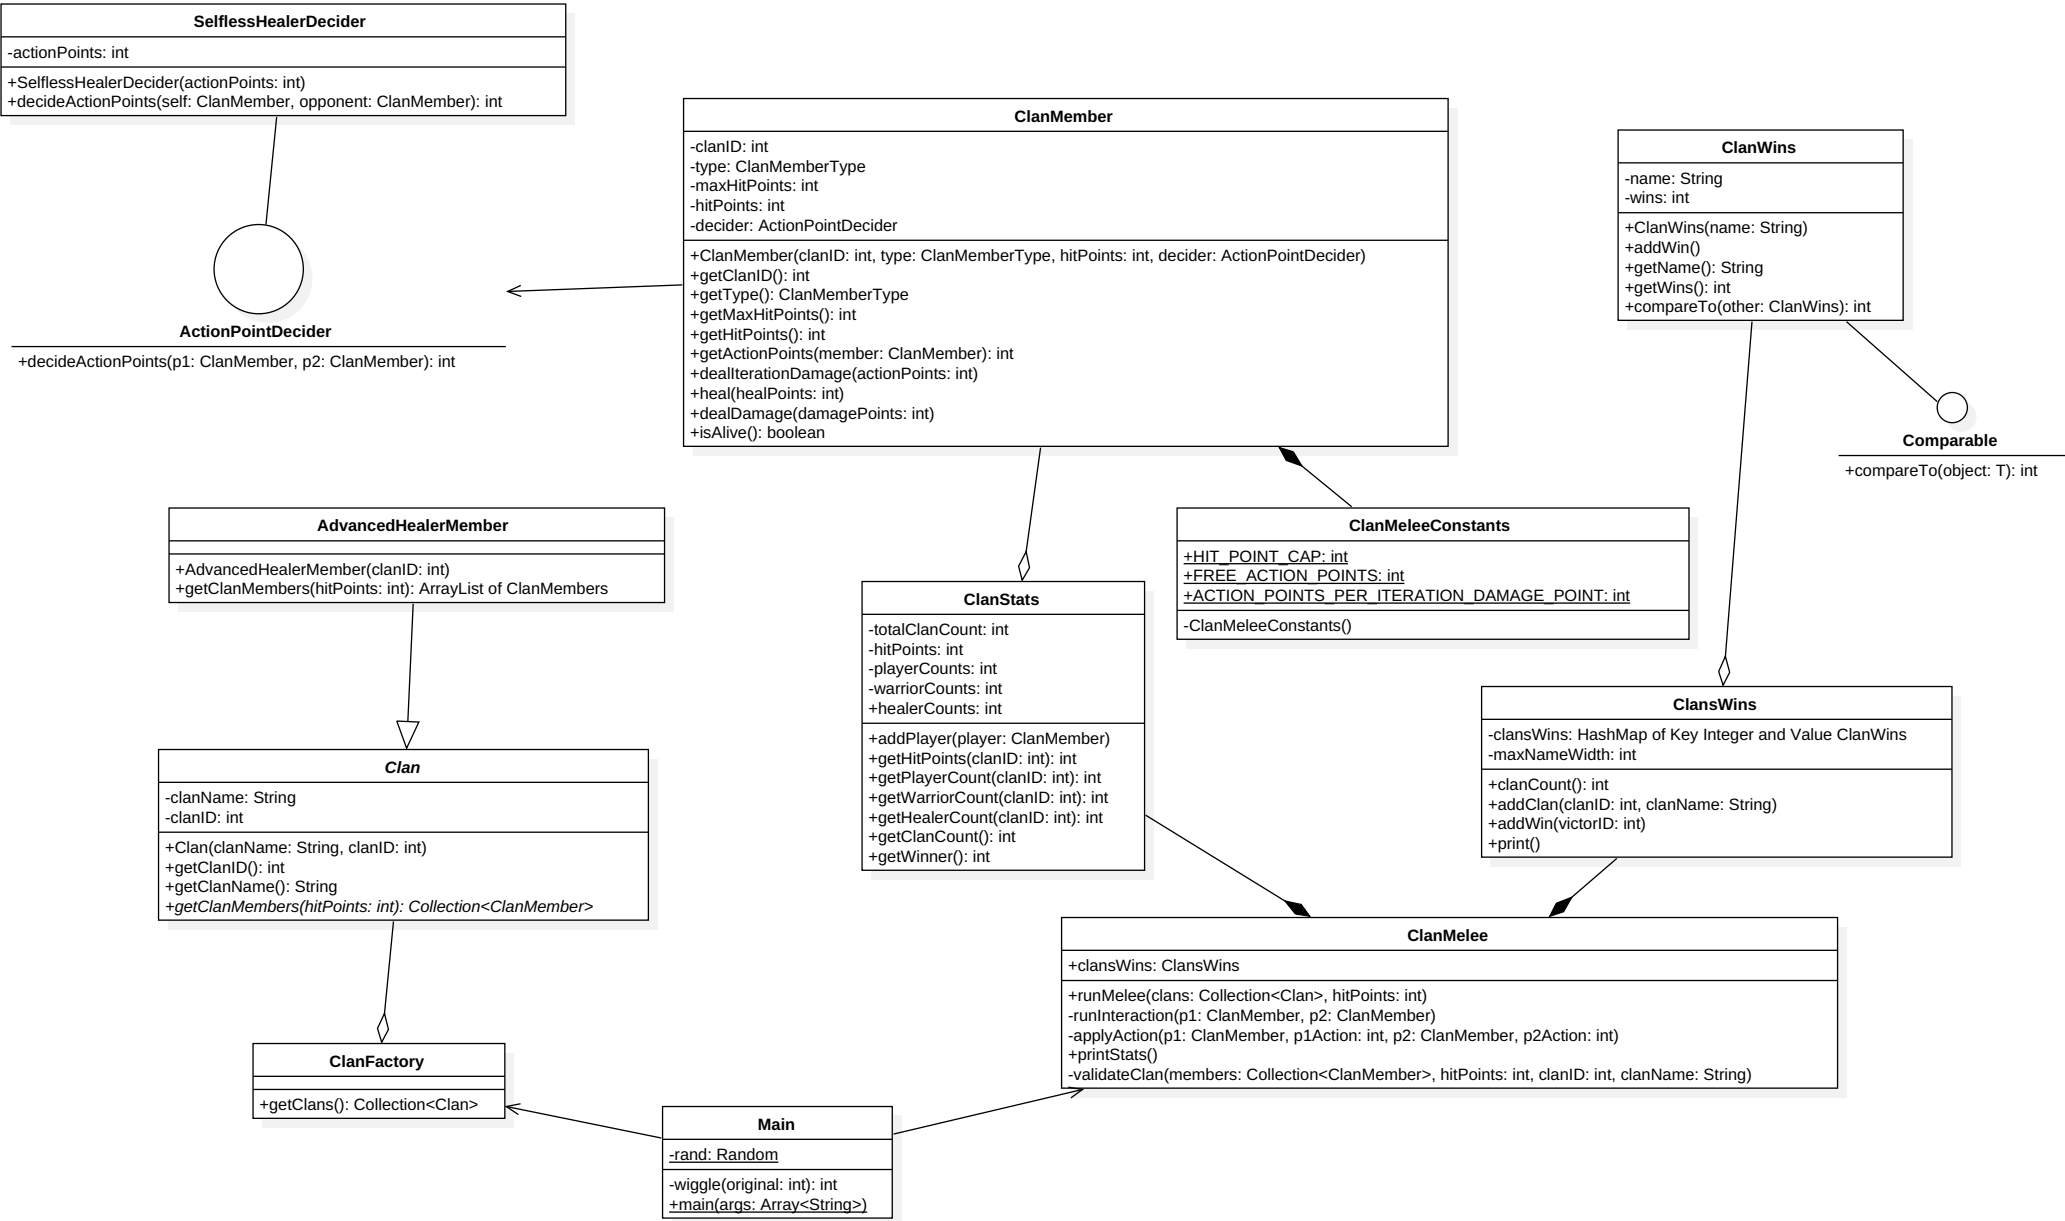 SelflessHealerDecider
-actionPoints: int
+SelflessHealerDecider(actionPoints: int)
+decideActionPoints(self: ClanMember, opponent: ClanMember): int
ActionPointDecider
+decideActionPoints(p1: ClanMember, p2: ClanMember): int
ClanMember
-clanID: int
-type: ClanMemberType
-maxHitPoints: int
-hitPoints: int
-decider: ActionPointDecider
+ClanMember(clanID: int, type: ClanMemberType, hitPoints: int, decider: ActionPointDecider)
+getClanID(): int
+getType(): ClanMemberType
+getMaxHitPoints(): int
+getHitPoints(): int
+getActionPoints(member: ClanMember): int
+dealIterationDamage(actionPoints: int)
+heal(healPoints: int)
+dealDamage(damagePoints: int)
+isAlive(): boolean
ClanWins
-name: String
-wins: int
+ClanWins(name: String)
+addWin()
+getName(): String
+getWins(): int
+compareTo(other: ClanWins): int
Comparable
+compareTo(object: T): int
AdvancedHealerMember
+AdvancedHealerMember(clanID: int)
+getClanMembers(hitPoints: int): ArrayList of ClanMembers
ClanMeleeConstants
+HIT_POINT_CAP: int
+FREE_ACTION_POINTS: int
+ACTION_POINTS_PER_ITERATION_DAMAGE_POINT: int
-ClanMeleeConstants()
ClanStats
-totalClanCount: int
-hitPoints: int
-playerCounts: int
-warriorCounts: int
+healerCounts: int
+addPlayer(player: ClanMember)
+getHitPoints(clanID: int): int
+getPlayerCount(clanID: int): int
+getWarriorCount(clanID: int): int
+getHealerCount(clanID: int): int
+getClanCount(): int
+getWinner(): int
ClansWins
-clansWins: HashMap of Key Integer and Value ClanWins
-maxNameWidth: int
+clanCount(): int
+addClan(clanID: int, clanName: String)
+addWin(victorID: int)
+print()
Clan
-clanName: String
-clanID: int
+Clan(clanName: String, clanID: int)
+getClanID(): int
+getClanName(): String
+getClanMembers(hitPoints: int): Collection<ClanMember>
ClanMelee
+clansWins: ClansWins
+runMelee(clans: Collection<Clan>, hitPoints: int)
-runInteraction(p1: ClanMember, p2: ClanMember)
-applyAction(p1: ClanMember, p1Action: int, p2: ClanMember, p2Action: int)
+printStats()
-validateClan(members: Collection<ClanMember>, hitPoints: int, clanID: int, clanName: String)
ClanFactory
+getClans(): Collection<Clan>
Main
-rand: Random
-wiggle(original: int): int
+main(args: Array<String>)